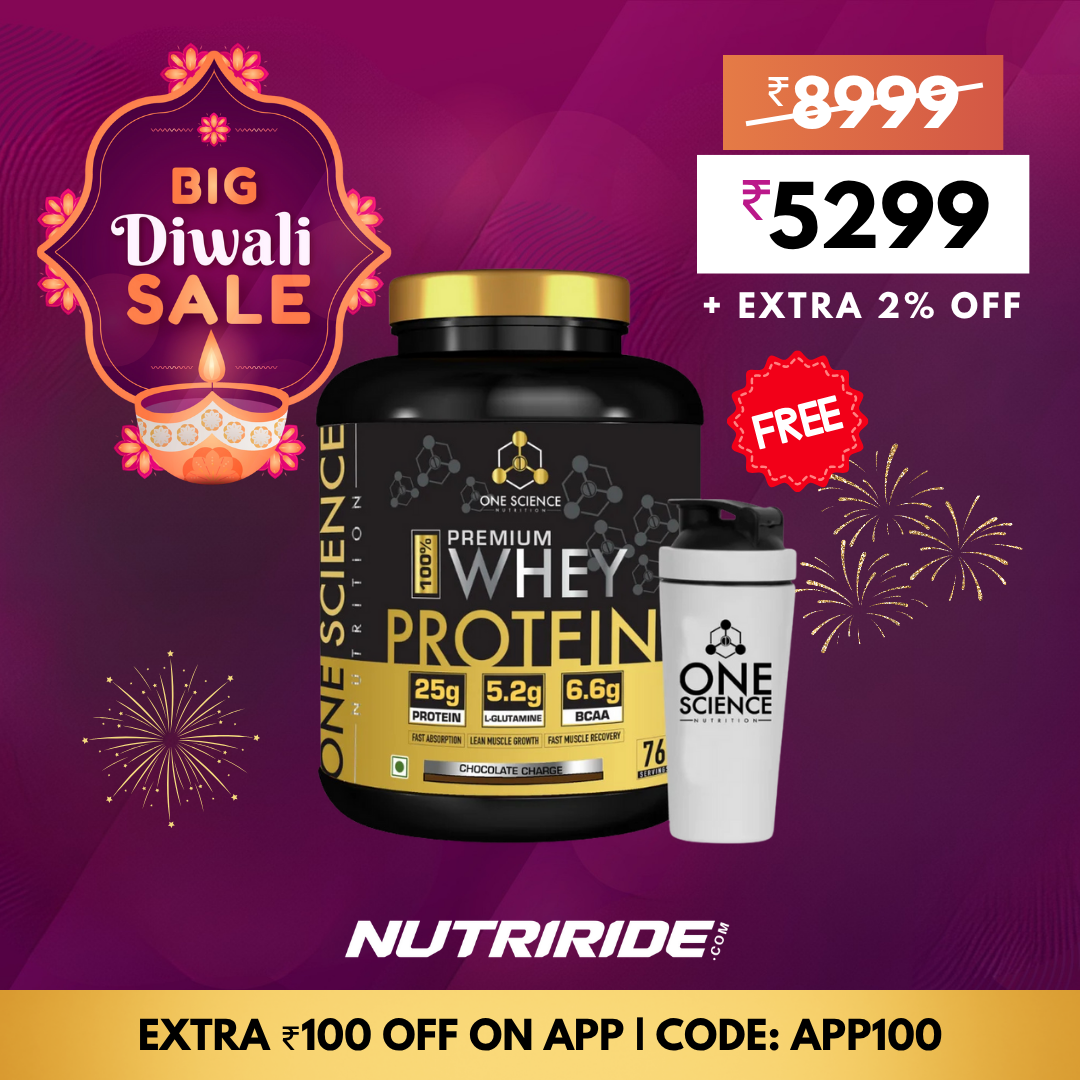 BIG
Diwali
SALE
₹8999
₹5299
+ EXTRA 2% OFF
FREE
ONE SCIENCE
NUTRITION
ONE SCIENCE
NUTRITION
100%
PREMIUM
WHEY
PROTEIN
25g
PROTEIN
5.2g
L-GLUTAMINE
6.6g
BCAA
FAST ABSORPTION
LEAN MUSCLE GROWTH
FAST MUSCLE RECOVERY
76
SERVING
CHOCOLATE CHARGE
ONE
SCIENCE
NUTRITION
NUTRIRIDE.COM
EXTRA ₹100 OFF ON APP | CODE: APP100